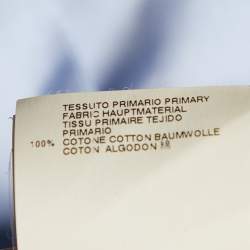 TESSUTO PRIMARIO PRIMARY
FABRIC HAUPTMATERIAL
TISSU PRIMAIRE TEJIDO
PRIMARIO
100% COTONE COTTON BAUMWOLLE
COTON ALGODON